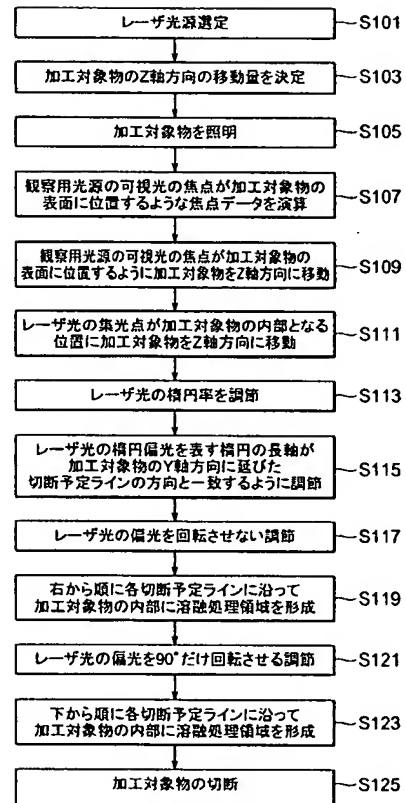 レーザ光源選定
S101
加工対象物のZ軸方向の移動量を決定
S103
加工対象物を照明
S105
観察用光源の可視光の焦点が加工対象物の
表面に位置するような焦点データを演算
S107
観察用光源の可視光の焦点が加工対象物の
表面に位置するように加工対象物をZ軸方向に移動
S109
レーザ光の集光点が加工対象物の内部となる
位置に加工対象物をZ軸方向に移動
S111
レーザ光の楕円率を調節
S113
レーザ光の楕円偏光を表す楕円の長軸が
加工対象物のY軸方向に延びた
切断予定ラインの方向と一致するように調節
S115
レーザ光の偏光を回転させない調節
S117
右から順に各切断予定ラインに沿って
加工対象物の内部に溶融処理領域を形成
S119
レーザ光の偏光を90°だけ回転させる調節
S121
下から順に各切断予定ラインに沿って
加工対象物の内部に溶融処理領域を形成
S123
加工対象物の切断
S125